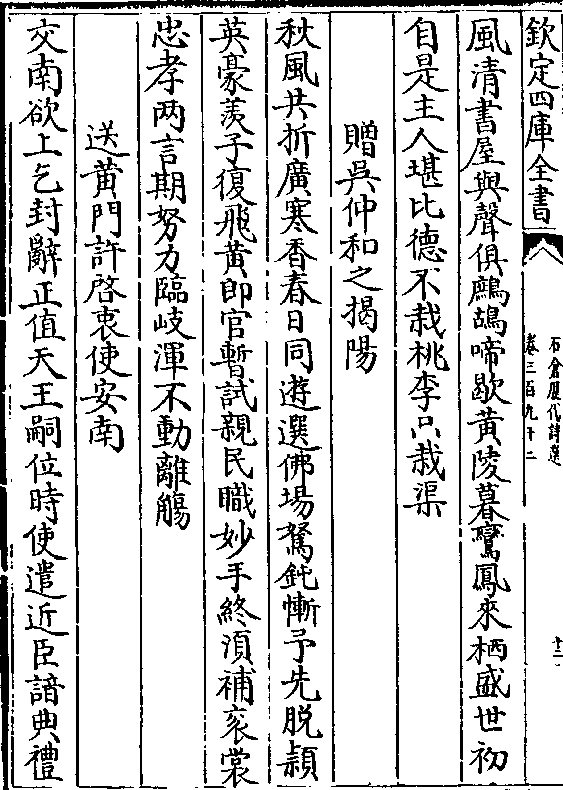 欽定四庫全書
石倉歷代詩選
卷三百九十二
十二
風清書屋與聲俱鷓鴣啼歇黄陵暮鸞鳳來栖盛世初
自是主人堪比德不栽桃李只栽渠
贈吳仲和之揭陽
秋風共折廣寒香春日同遊選佛場駑鈍慚予先脱頴
英豪羡子復飛黄即官暫試親民職妙手終湏補衮裳
忠孝两言期努力臨岐渾不動離觴
送黄門許啓衷使安南
交南欲上乞封辭正值天王嗣位時使遣近臣諳典禮